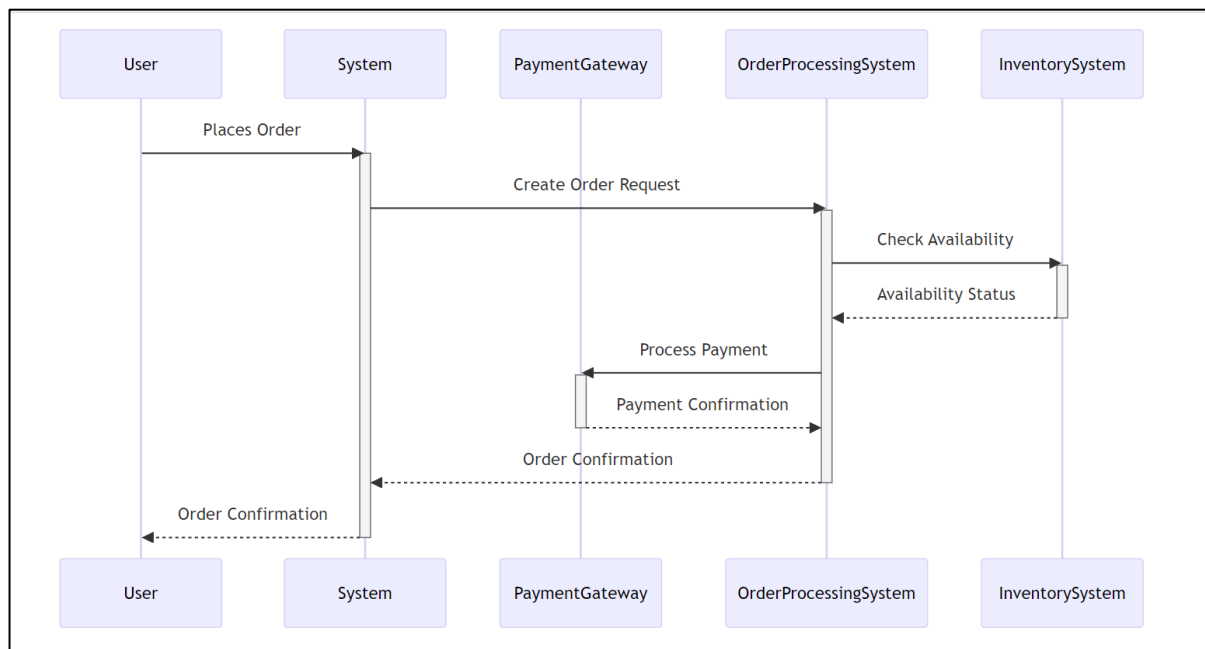 User System PaymentGateway OrderProcessingSystem InventorySystem
Places Order
Create Order Request
Check Availability
Availability Status
Process Payment
Payment Confirmation
Order Confirmation
Order Confirmation
User System PaymentGateway OrderProcessingSystem InventorySystem